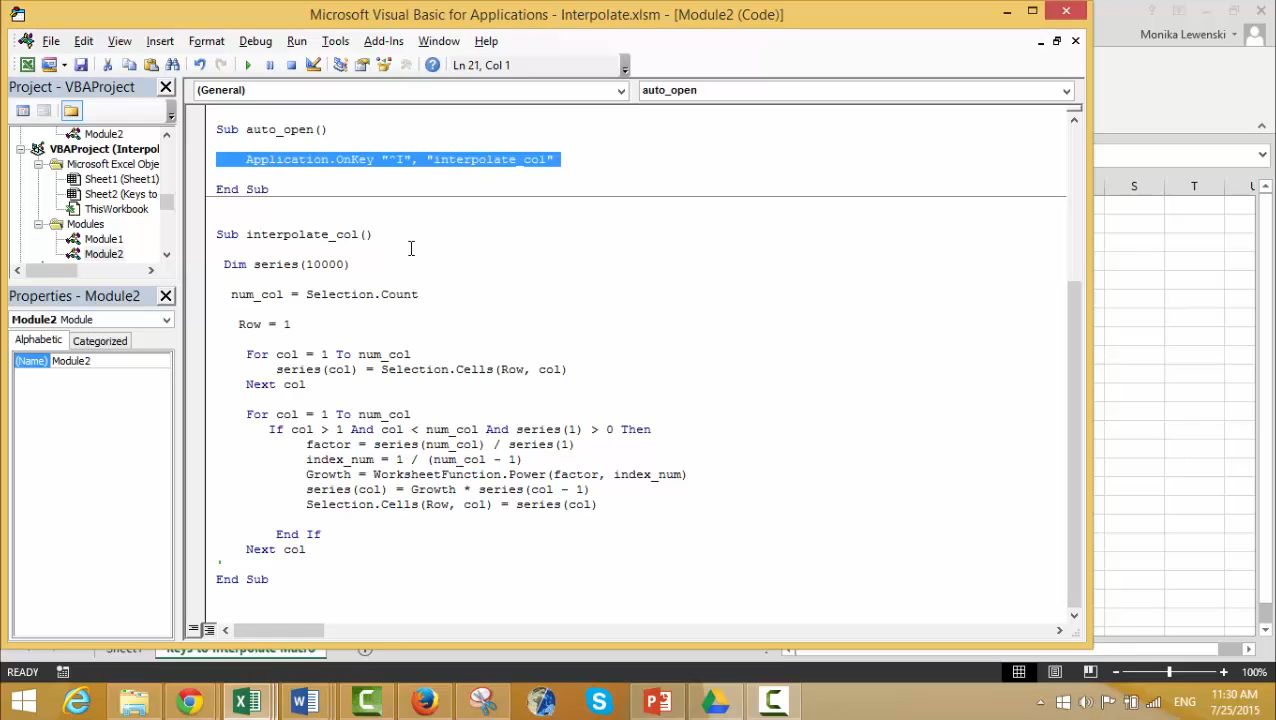 Microsoft Visual Basic for Applications - Interpolate.xlsm - [Module2 (Code)]
Monika Lewenski
File Edit View Insert Format Debug Run Tools Add-Ins Window Help
Ln 21, Col 1
Project - VBAProject
(General)
auto_open
Module2
VBAProject (Interpol
Microsoft Excel Obje
Sheet1 (Sheet1)
Sheet2 (Keys to
ThisWorkbook
Modules
Module1
Module2
Properties - Module2
Module2 Module
Alphabetic Categorized
(Name) Module2
Sub auto_open()
Application.OnKey "^I", "interpolate_col"
End Sub
Sub interpolate_col()
Dim series(10000)
num_col = Selection.Count
Row = 1
For col = 1 To num_col
series(col) = Selection.Cells(Row, col)
Next col
For col = 1 To num_col
If col > 1 And col < num_col And series(1) > 0 Then
factor = series(num_col) / series(1)
index_num = 1 / (num_col - 1)
Growth = WorksheetFunction.Power(factor, index_num)
series(col) = Growth * series(col - 1)
Selection.Cells(Row, col) = series(col)
End If
Next col
'
End Sub
S T U
Sheet1 Keys to Interpolate Macro
READY
100%
ENG
11:30 AM
7/25/2015